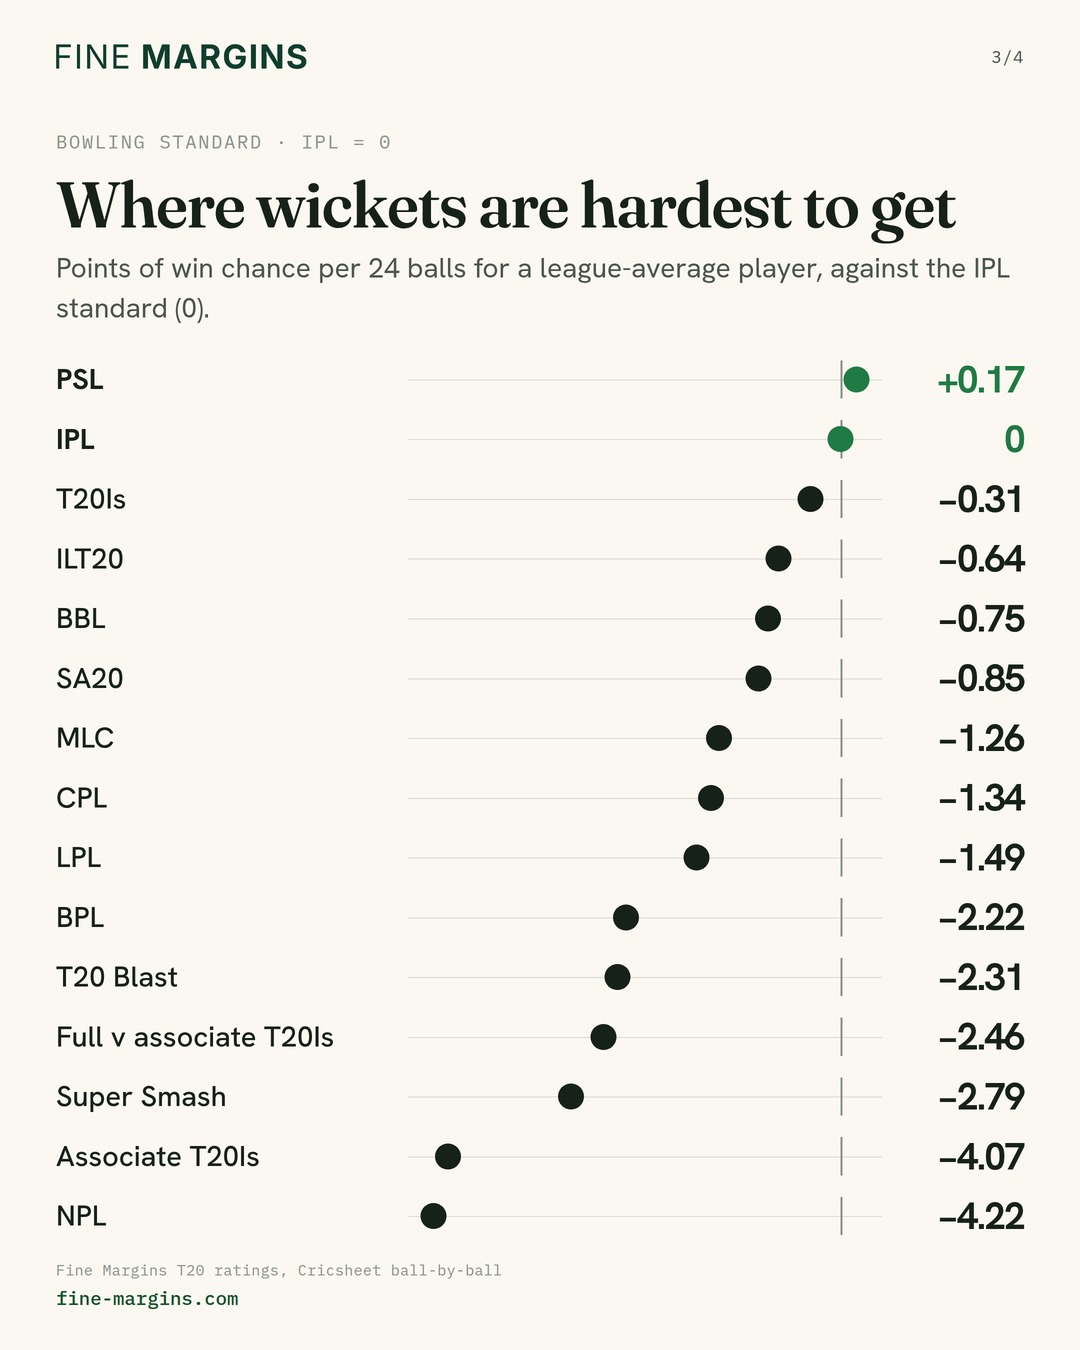 FINE MARGINS
3/4
BOWLING STANDARD · IPL = 0
Where wickets are hardest to get
Points of win chance per 24 balls for a league-average player, against the IPL
standard (0).
PSL +0.17
IPL 0
T20Is −0.31
ILT20 −0.64
BBL −0.75
SA20 −0.85
MLC −1.26
CPL −1.34
LPL −1.49
BPL −2.22
T20 Blast −2.31
Full v associate T20Is −2.46
Super Smash −2.79
Associate T20Is −4.07
NPL −4.22
Fine Margins T20 ratings, Cricsheet ball-by-ball
fine-margins.com